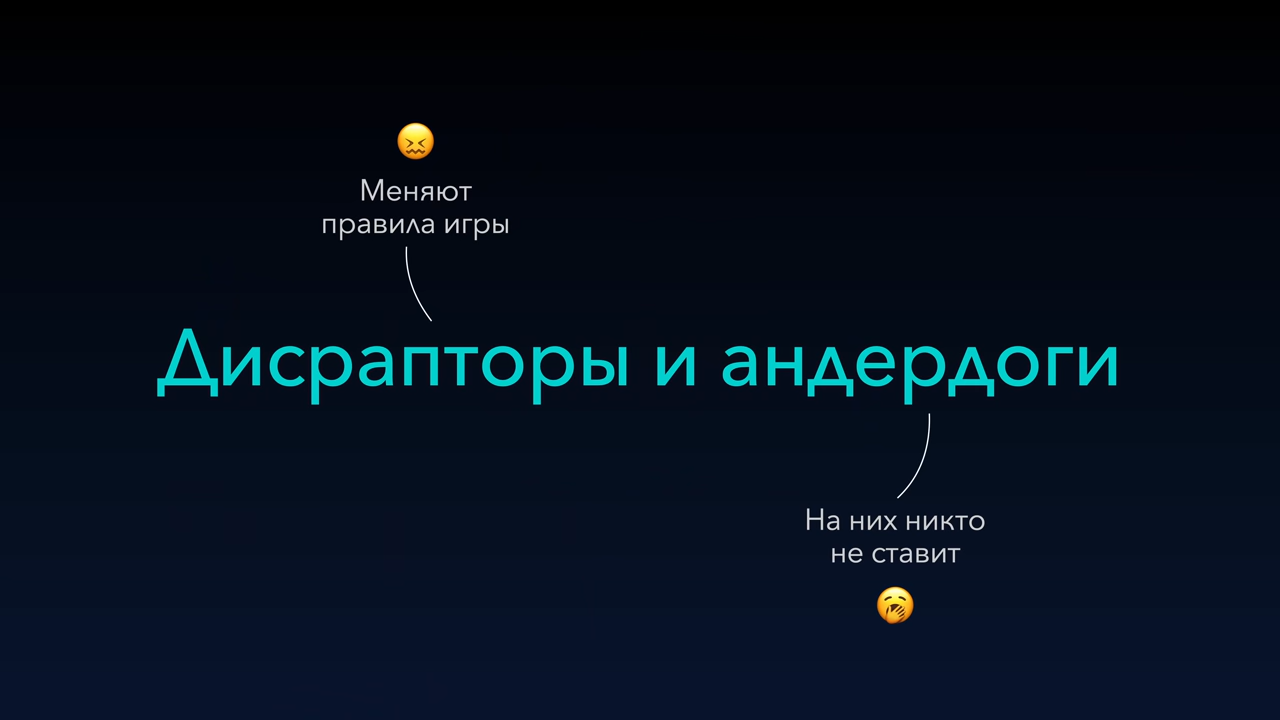 Меняют
правила игры
Дисрапторы и андердоги
На них никто
не ставит